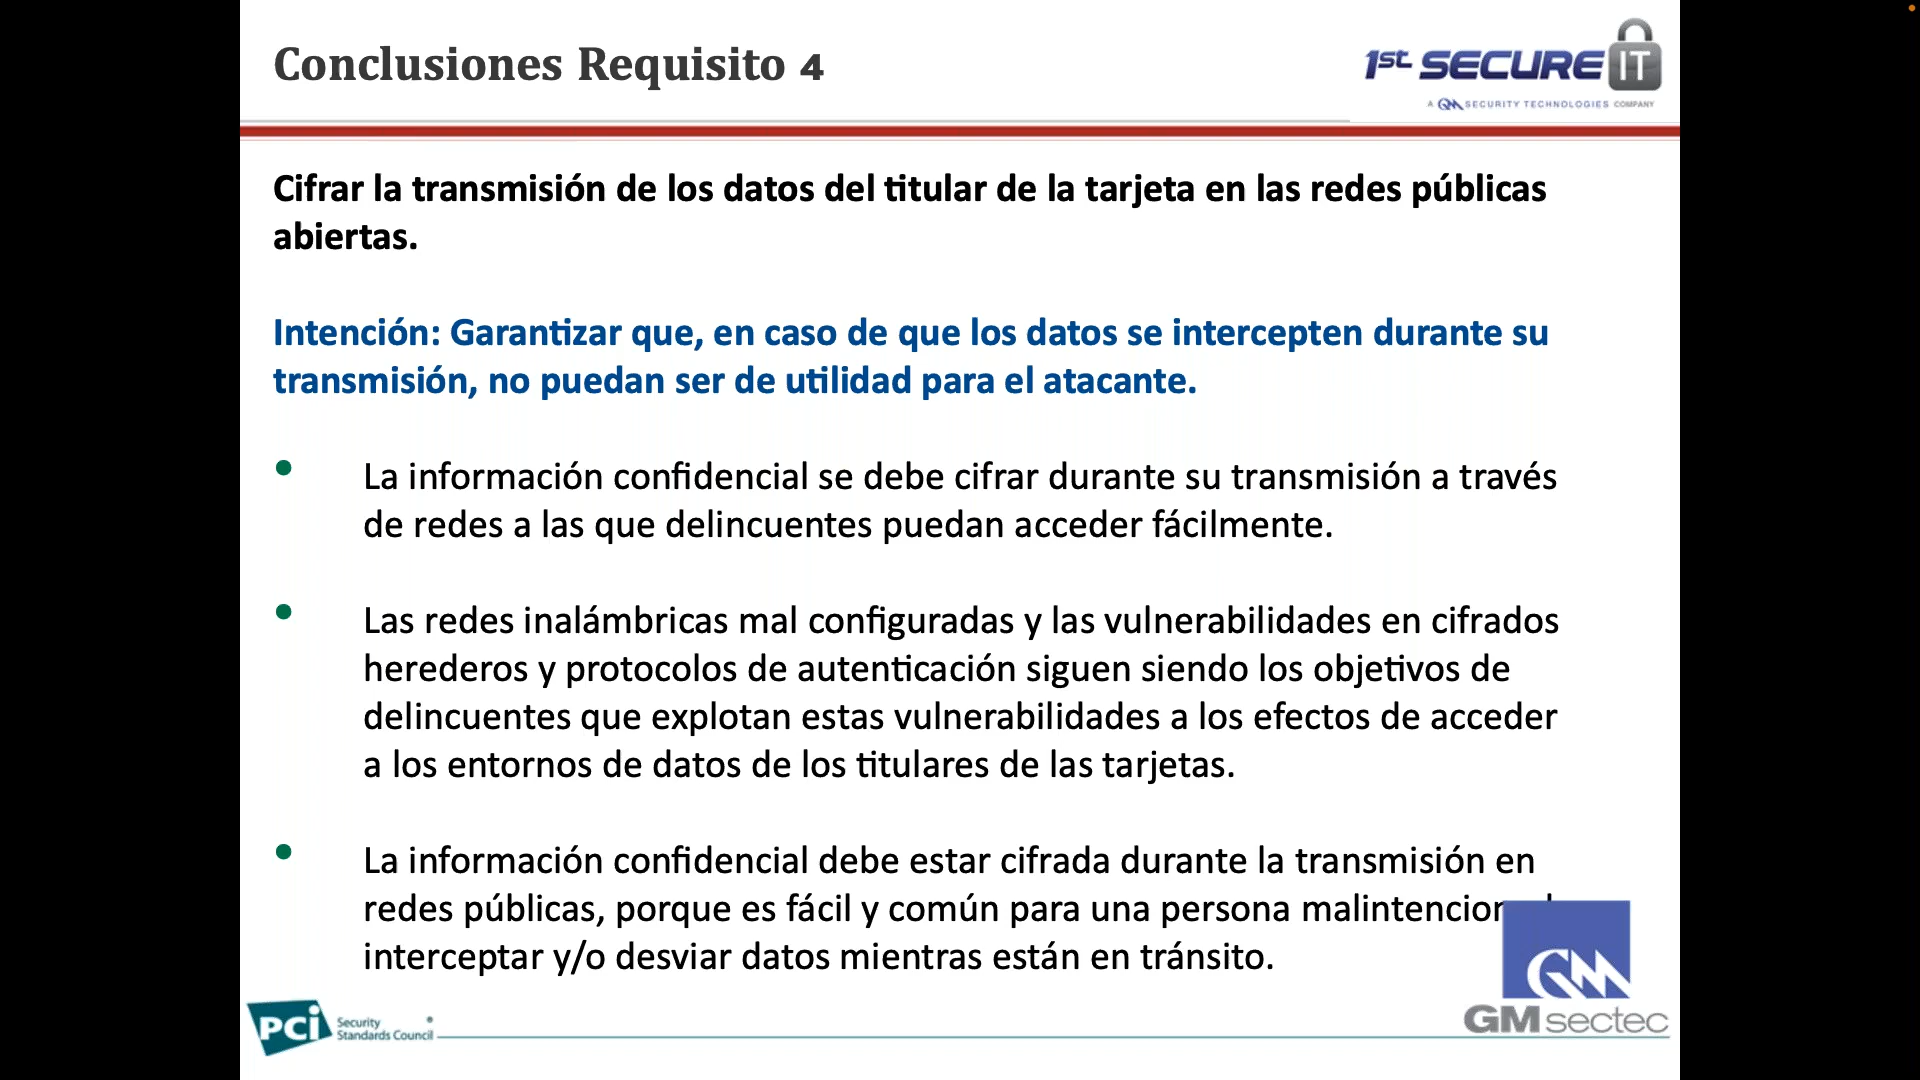 Conclusiones Requisito 4
1st SECURE IT
A GM SECURITY TECHNOLOGIES COMPANY
Cifrar la transmisión de los datos del titular de la tarjeta en las redes públicas
abiertas.
Intención: Garantizar que, en caso de que los datos se intercepten durante su
transmisión, no puedan ser de utilidad para el atacante.
• La información confidencial se debe cifrar durante su transmisión a través
de redes a las que delincuentes puedan acceder fácilmente.
• Las redes inalámbricas mal configuradas y las vulnerabilidades en cifrados
herederos y protocolos de autenticación siguen siendo los objetivos de
delincuentes que explotan estas vulnerabilidades a los efectos de acceder
a los entornos de datos de los titulares de las tarjetas.
• La información confidencial debe estar cifrada durante la transmisión en
redes públicas, porque es fácil y común para una persona
interceptar y/o desviar datos mientras están en tránsito.
PCi Security
Standards Council
GM
GM sectec